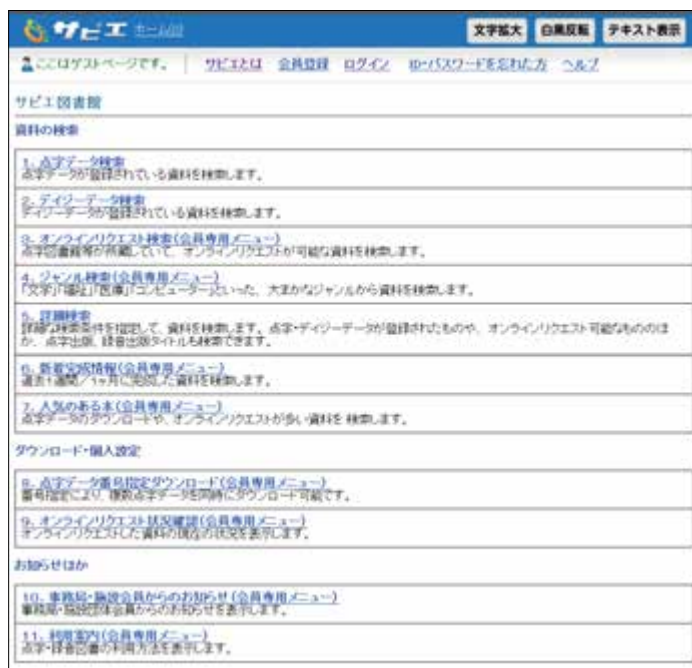 サピエ ホームへ 文字拡大 白黒反転 テキスト表示
ここはゲストページです。 サピエとは 会員登録 ログイン ID・パスワードを忘れた方 ヘルプ
サピエ図書館
資料の検索
1. 点字データ検索
点字データが登録されている資料を検索します。
2. デイジーデータ検索
デイジーデータが登録されている資料を検索します。
3. オンラインリクエスト検索(会員専用メニュー)
点字図書館等が所蔵していて、オンラインリクエストが可能な資料を検索します。
4. ジャンル検索(会員専用メニュー)
「文学」「福祉」「医療」「コンピューター」といった、大まかなジャンルから資料を検索します。
5. 詳細検索
詳細な検索条件を指定して、資料を検索します。点字・デイジーデータが登録されたものや、オンラインリクエスト可能なもののほ
か、点字出版、録音出版タイトルも検索できます。
6. 新着完成情報(会員専用メニュー)
過去1週間/1ヶ月に完成した資料を検索します。
7. 人気のある本(会員専用メニュー)
点字データのダウンロードや、オンラインリクエストが多い資料を 検索します。
ダウンロード・個人設定
8. 点字データ番号指定ダウンロード(会員専用メニュー)
番号指定により、複数点字データを同時にダウンロード可能です。
9. オンラインリクエスト状況確認(会員専用メニュー)
オンラインリクエストした資料の現在の状況を表示します。
お知らせほか
10. 事務局・施設会員からのお知らせ(会員専用メニュー)
事務局・施設団体会員からのお知らせを表示します。
11. 利用案内(会員専用メニュー)
点字・録音図書の利用方法を表示します。